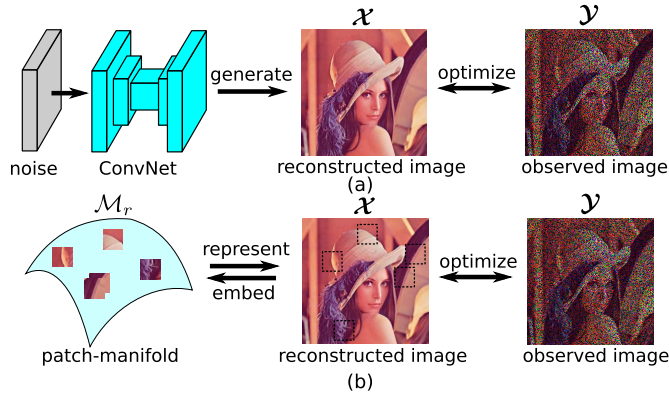 𝒳 𝒴
generate optimize
noise ConvNet reconstructed image observed image
(a)
ℳᵣ 𝒳 𝒴
represent
embed optimize
patch-manifold reconstructed image observed image
(b)